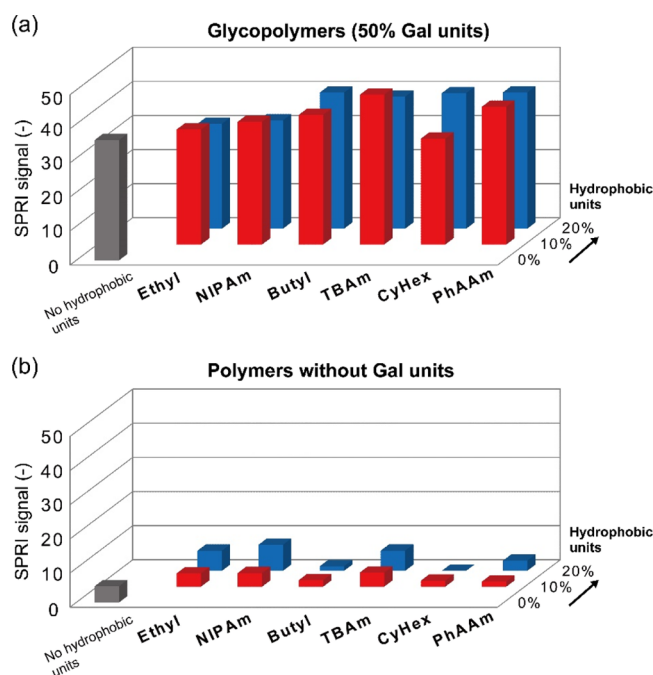 (a)
Glycopolymers (50% Gal units)
SPRI signal (-)
50
40
30
20
10
0
Hydrophobic
units
20%
10%
0%
No hydrophobic
units
Ethyl
NIPAm
Butyl
TBAm
CyHex
PhAAm
(b)
Polymers without Gal units
SPRI signal (-)
50
40
30
20
10
0
Hydrophobic
units
20%
10%
0%
No hydrophobic
units
Ethyl
NIPAm
Butyl
TBAm
CyHex
PhAAm